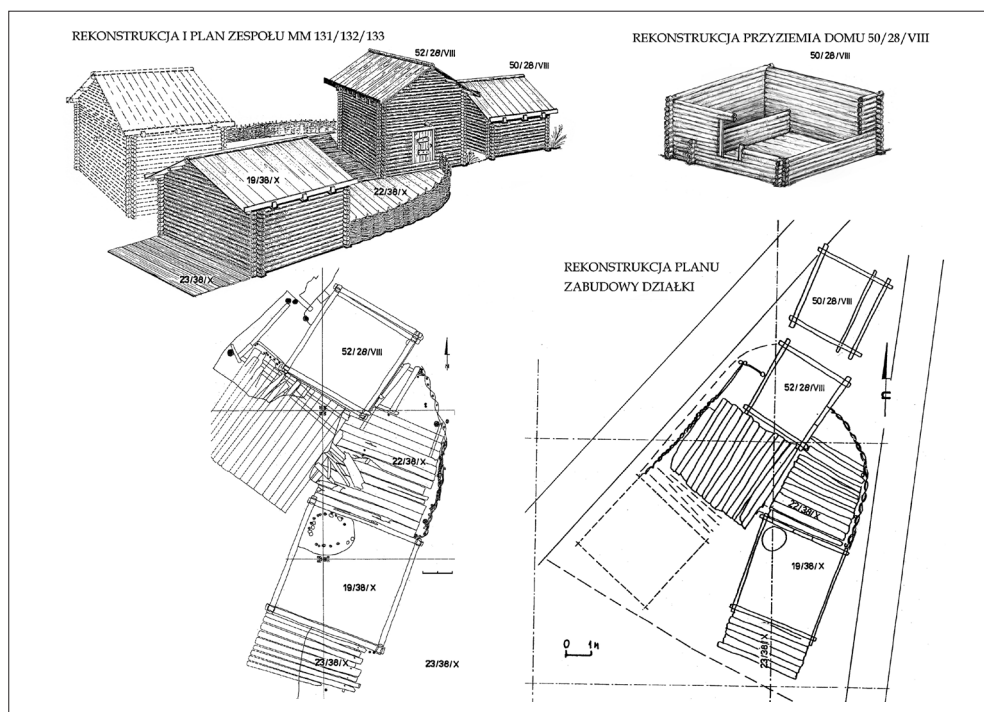 REKONSTRUKCJA I PLAN ZESPOŁU MM 131/132/133
52/28/VIII
50/28/VIII
19/38/X
22/38/X
23/38/X
REKONSTRUKCJA PRZYZIEMIA DOMU 50/28/VIII
50/28/VIII
52/28/VIII
22/38/X
19/38/X
23/38/X
23/38/X
REKONSTRUKCJA PLANU
ZABUDOWY DZIAŁKI
50/28/VIII
52/28/VIII
22/38/X
19/38/X
23/38/X
0 1m
n